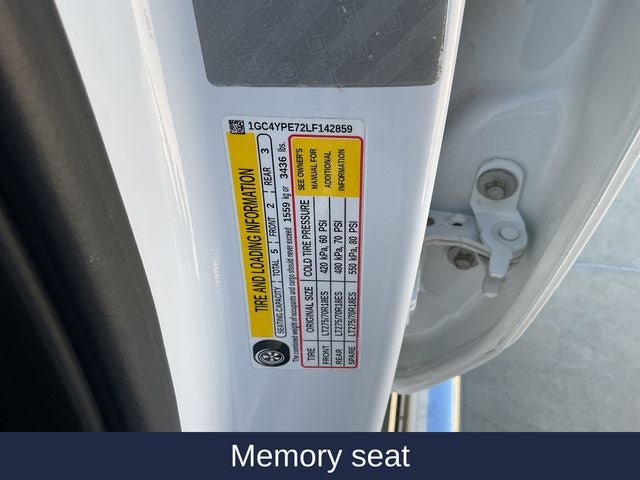 1GC4YPE72LF142859
TIRE AND LOADING INFORMATION
SEATING CAPACITY TOTAL 5 FRONT 2 REAR 3
The combined weight of occupants and cargo should never exceed 1559 kg or 3436 lbs.
TIRE ORIGINAL SIZE COLD TIRE PRESSURE
FRONT LT275/70R18ES 420 kPa, 60 PSI
REAR LT275/70R18ES 480 kPa, 70 PSI
SPARE LT275/70R18ES 550 kPa, 80 PSI
SEE OWNER'S
MANUAL FOR
ADDITIONAL
INFORMATION
Memory seat